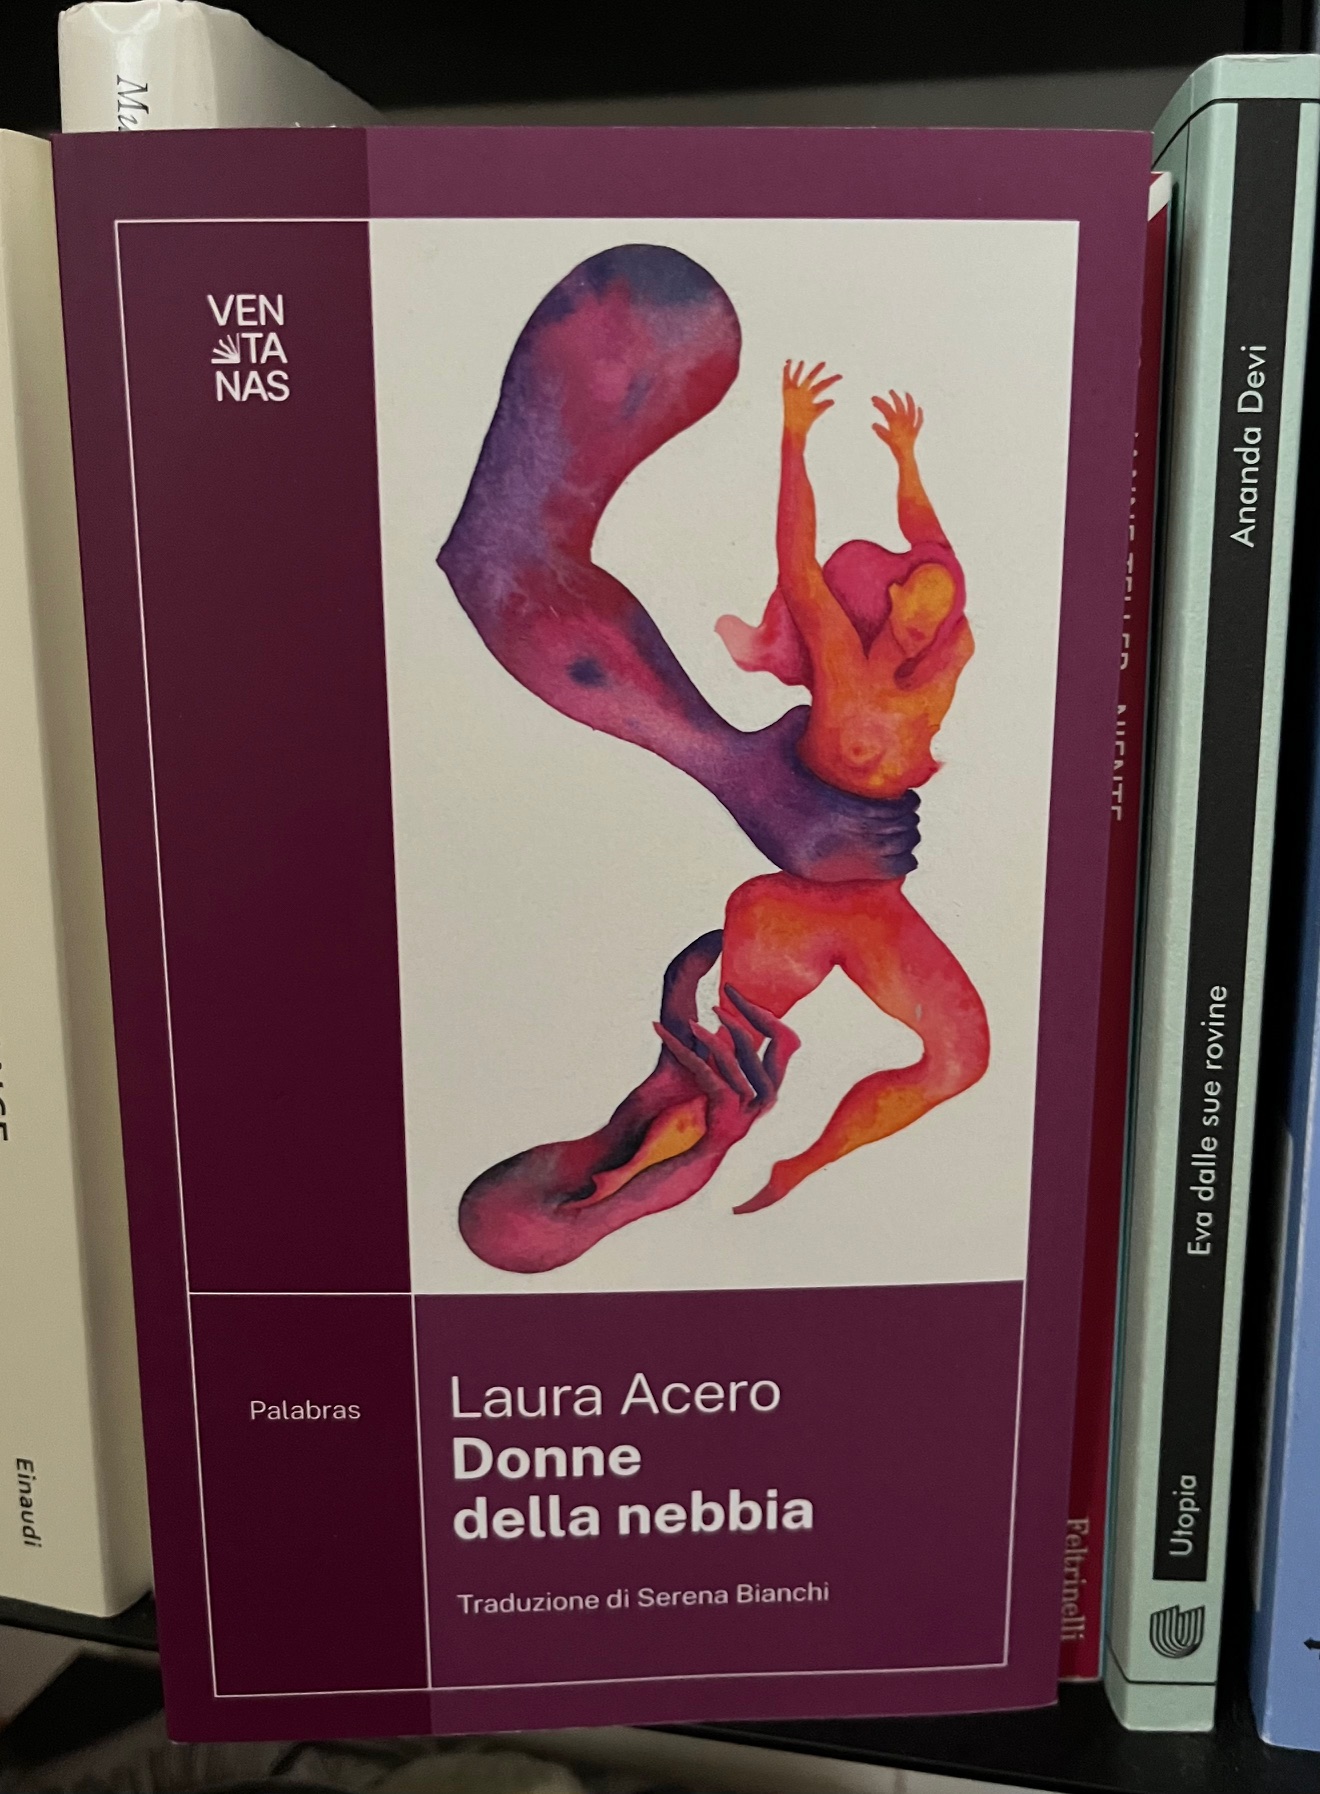 VEN
TA
NAS
Palabras
Laura Acero
Donne
della nebbia
Traduzione di Serena Bianchi
Einaudi
NIENTE
Feltrinelli
Ananda Devi
Eva dalle sue rovine
Utopia